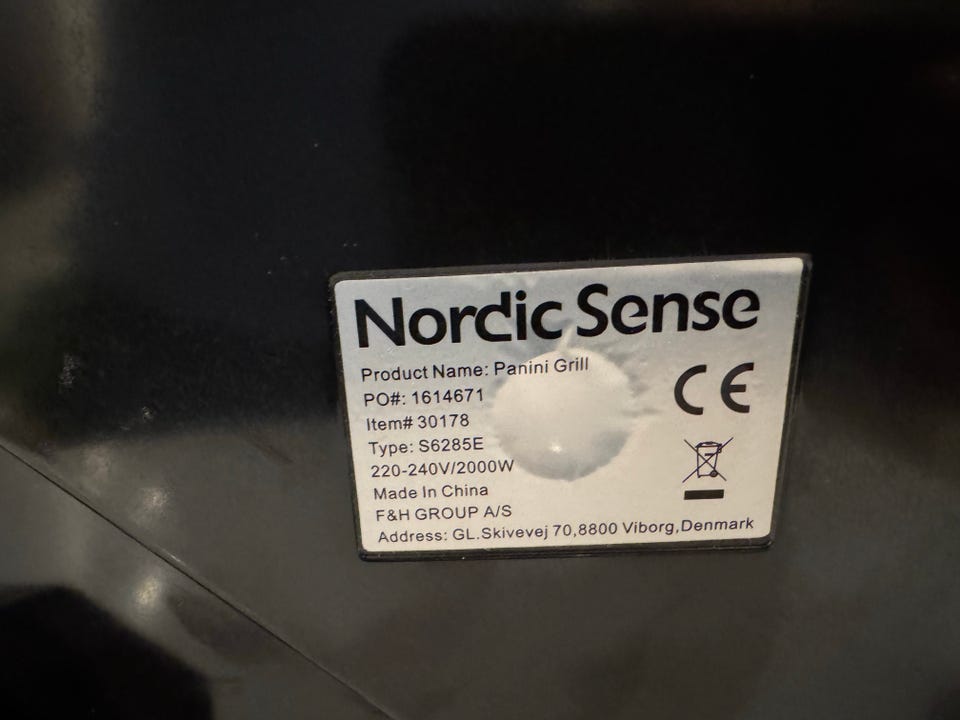 Nordic Sense
Product Name: Panini Grill
PO#: 1614671
Item# 30178
Type: S6285E
220-240V/2000W
Made In China
F&H GROUP A/S
Address: GL.Skivevej 70,8800 Viborg,Denmark
CE